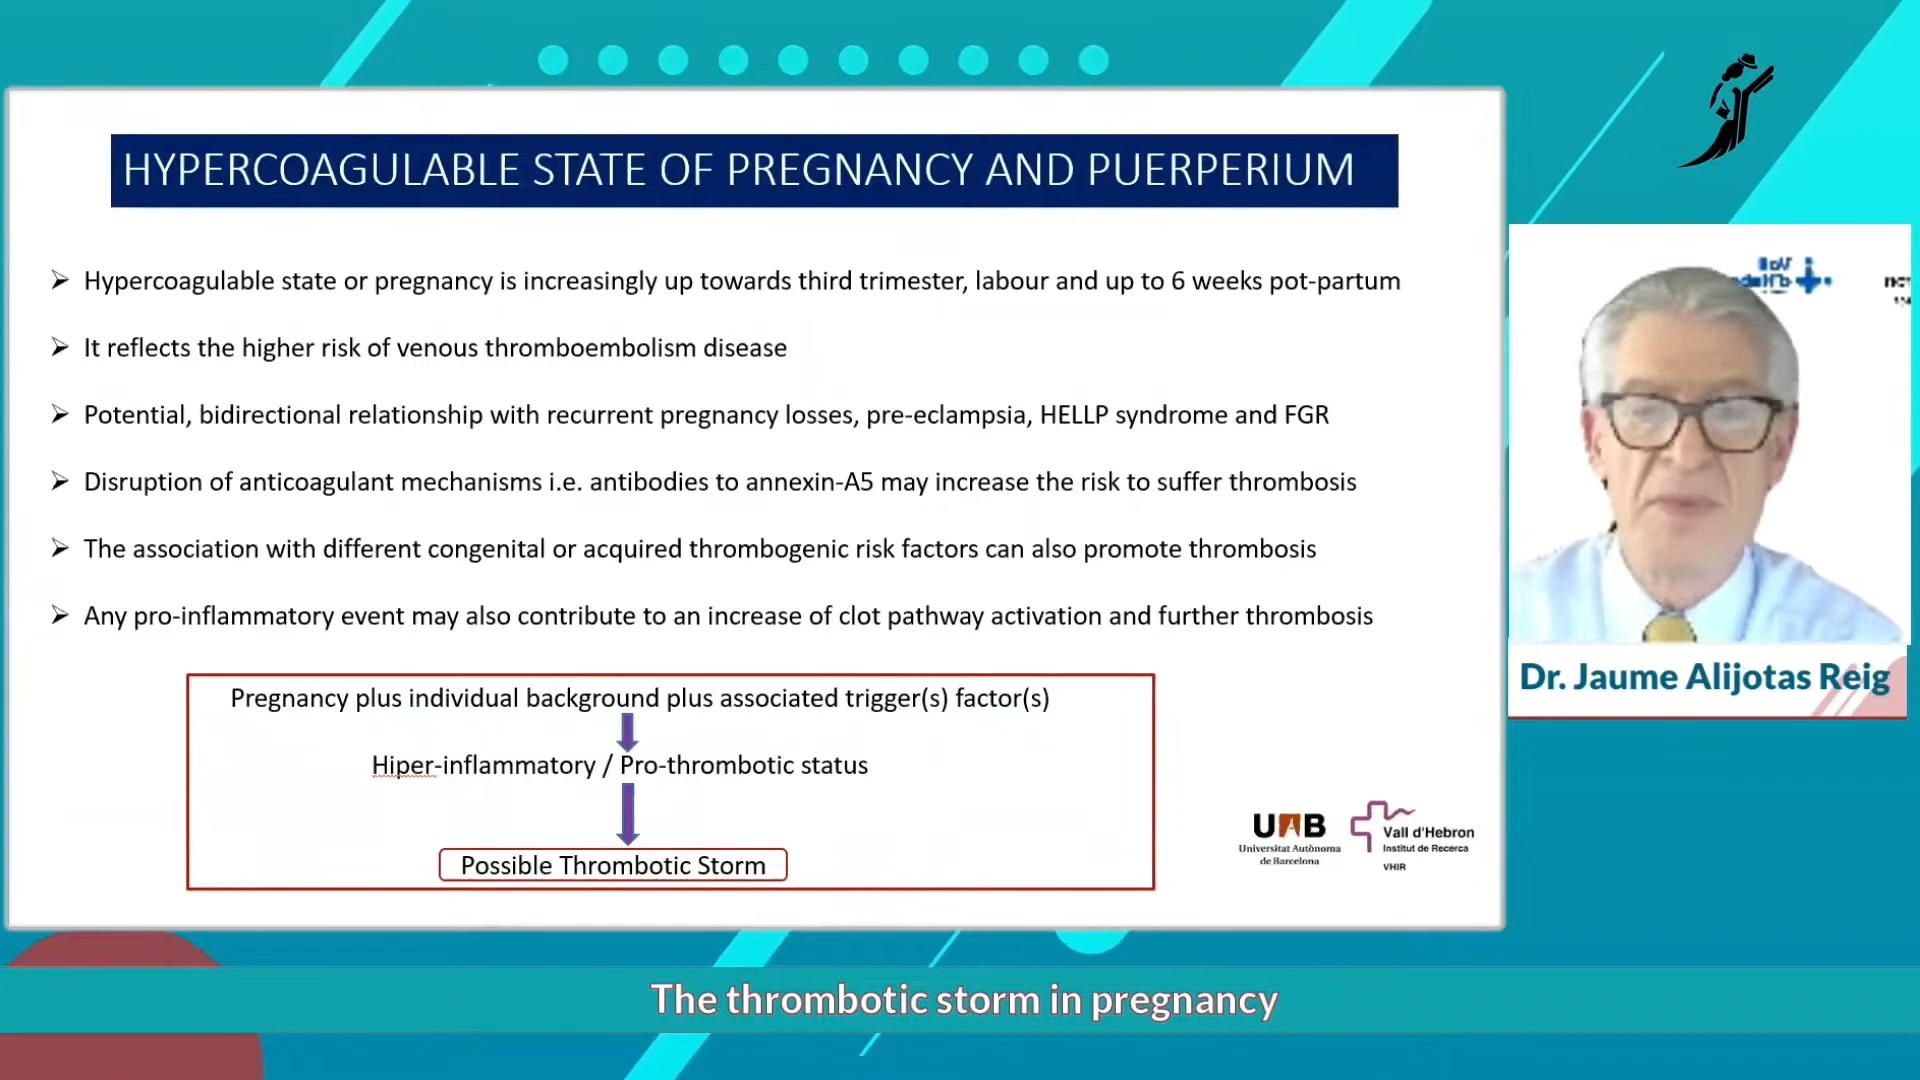 HYPERCOAGULABLE STATE OF PREGNANCY AND PUERPERIUM
Hypercoagulable state or pregnancy is increasingly up towards third trimester, labour and up to 6 weeks pot-partum
It reflects the higher risk of venous thromboembolism disease
Potential, bidirectional relationship with recurrent pregnancy losses, pre-eclampsia, HELLP syndrome and FGR
Disruption of anticoagulant mechanisms i.e. antibodies to annexin-A5 may increase the risk to suffer thrombosis
The association with different congenital or acquired thrombogenic risk factors can also promote thrombosis
Any pro-inflammatory event may also contribute to an increase of clot pathway activation and further thrombosis
Pregnancy plus individual background plus associated trigger(s) factor(s)
Hiper-inflammatory / Pro-thrombotic status
Possible Thrombotic Storm
UAB
Universitat Autònoma
de Barcelona
Vall d'Hebron
Institut de Recerca
VHIR
Dr. Jaume Alijotas Reig
The thrombotic storm in pregnancy